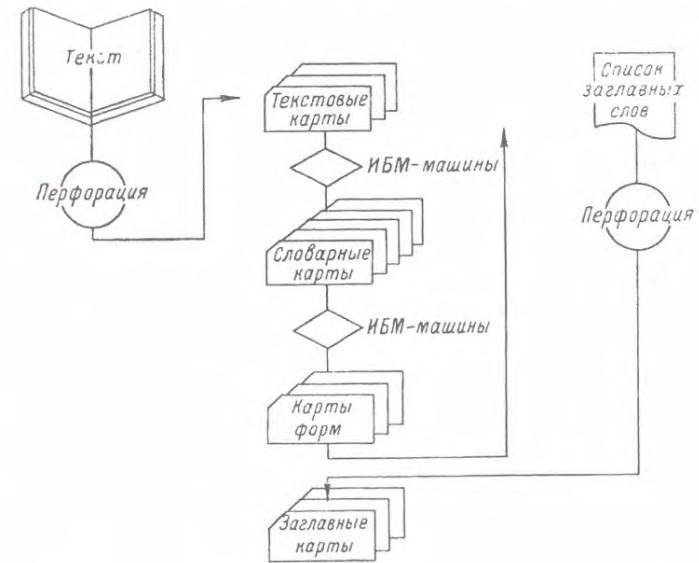 Текст
Перфорация
Текстовые
карты
ИБМ-машины
Словарные
карты
ИБМ-машины
Карты
форм
Заглавные
карты
Список
заглавных
слов
Перфорация